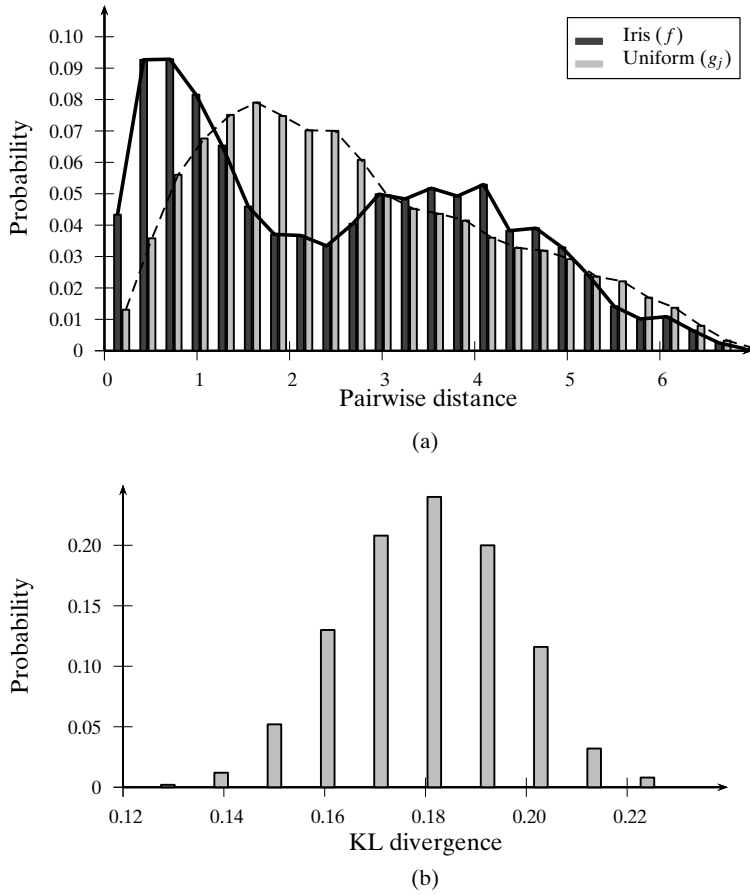 0.10
0.09
0.08
0.07
0.06
0.05
0.04
0.03
0.02
0.01
0
Probability
Iris (f)
Uniform (g_j)
0 1 2 3 4 5 6
Pairwise distance
(a)
0.20
0.15
0.10
0.05
0
Probability
0.12 0.14 0.16 0.18 0.20 0.22
KL divergence
(b)